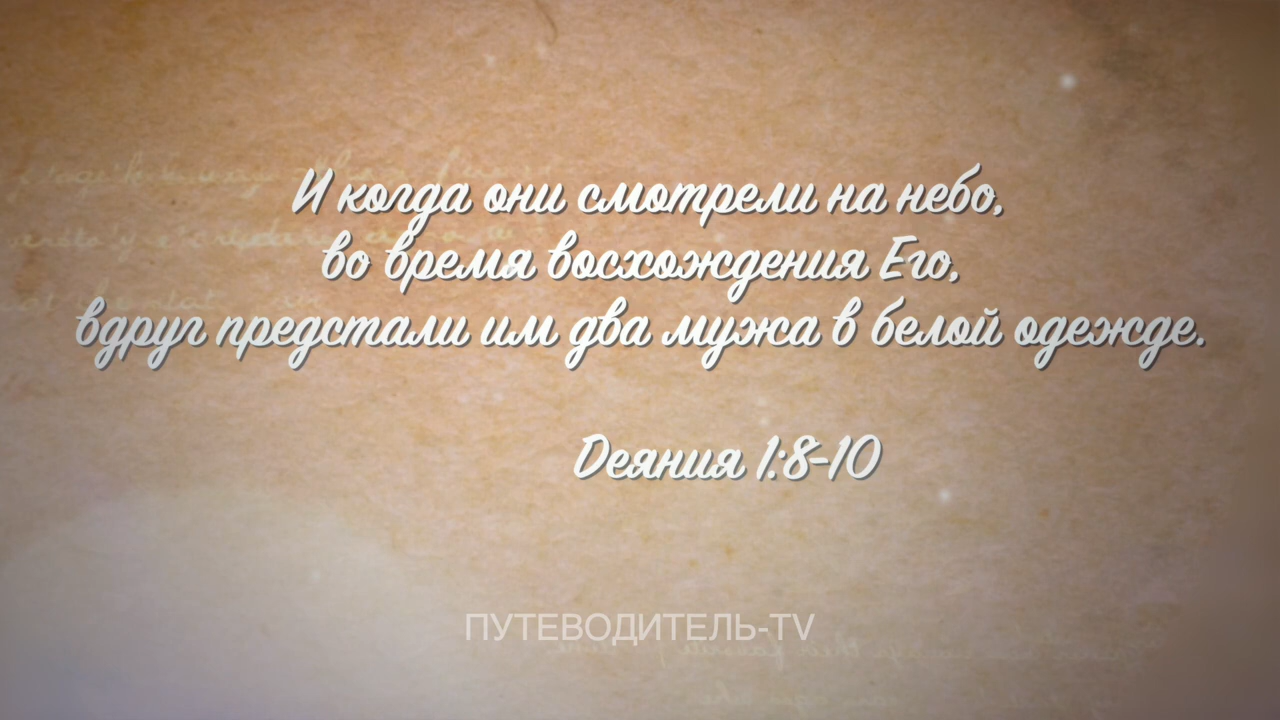 И когда они смотрели на небо,
во время восхождения Его,
вдруг предстали им два мужа в белой одежде.
Деяния 1:8-10
ПУТЕВОДИТЕЛЬ-TV